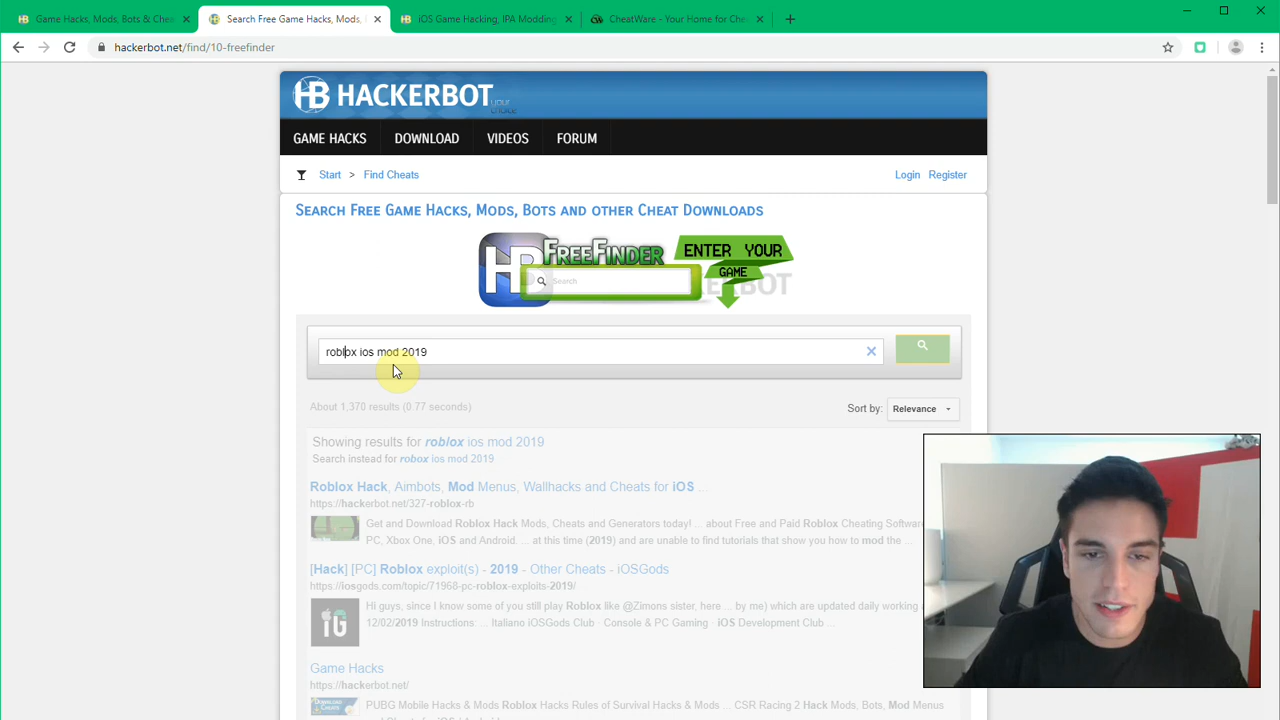 Game Hacks, Mods, Bots & Chee
Search Free Game Hacks, Mods,
iOS Game Hacking, IPA Modding
CheatWare - Your Home for Che
hackerbot.net/find/10-freefinder
HB HACKERBOT
your choice
GAME HACKS DOWNLOAD VIDEOS FORUM
Start > Find Cheats
Login Register
Search Free Game Hacks, Mods, Bots and other Cheat Downloads
HB FREEFINDER
Search
ENTER YOUR
GAME
roblox ios mod 2019
About 1,370 results (0.77 seconds)
Sort by: Relevance
Showing results for roblox ios mod 2019
Search instead for robox ios mod 2019
Roblox Hack, Aimbots, Mod Menus, Wallhacks and Cheats for iOS ...
https://hackerbot.net/327-roblox-rb
Get and Download Roblox Hack Mods, Cheats and Generators today! ... about Free and Paid Roblox Cheating Software
PC, Xbox One, iOS and Android. ... at this time (2019) and are unable to find tutorials that show you how to mod the ...
[Hack] [PC] Roblox exploit(s) - 2019 - Other Cheats - iOSGods
https://iosgods.com/topic/71968-pc-roblox-exploits-2019/
iG
Hi guys, since I know some of you still play Roblox like @Zimons sister, here ... by me) which are updated daily working
12/02/2019 Instructions: ... Italiano iOSGods Club · Console & PC Gaming · iOS Development Club ...
Game Hacks
https://hackerbot.net/
PUBG Mobile Hacks & Mods Roblox Hacks Rules of Survival Hacks & Mods ... CSR Racing 2 Hack Mods, Bots, Mod Menus